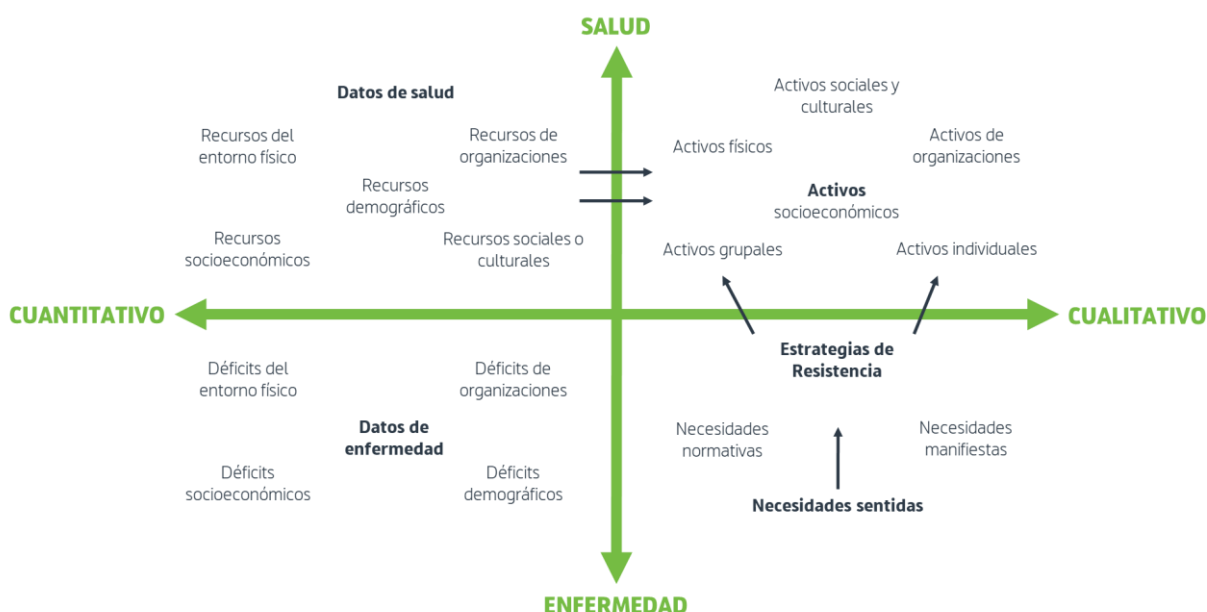 SALUD
Datos de salud
Recursos del
entorno físico
Recursos de
organizaciones
Recursos
demográficos
Recursos
socioeconómicos
Recursos sociales o
culturales
Activos sociales y
culturales
Activos físicos
Activos de
organizaciones
Activos
socioeconómicos
Activos grupales
Activos individuales
CUANTITATIVO
CUALITATIVO
Déficits del
entorno físico
Déficits de
organizaciones
Datos de
enfermedad
Déficits
socioeconómicos
Déficits
demográficos
Estrategias de
Resistencia
Necesidades
normativas
Necesidades
manifiestas
Necesidades sentidas
ENFERMEDAD